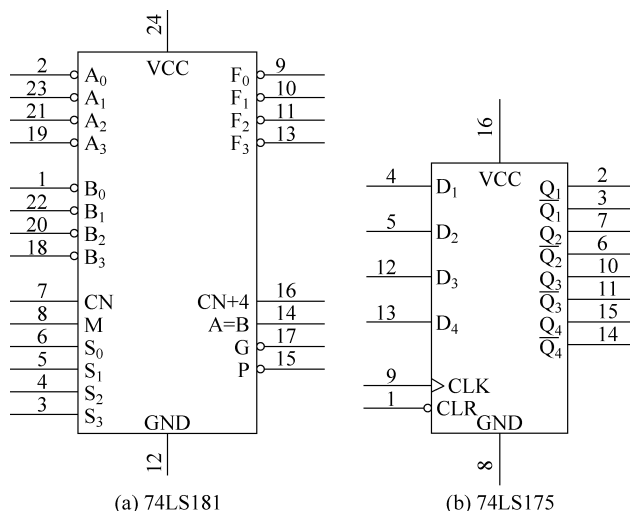 24
VCC
2 A0 F0 9
23 A1 F1 10
21 A2 F2 11
19 A3 F3 13
1 B0
22 B1
20 B2
18 B3
7 CN CN+4 16
8 M A=B 14
6 S0 G 17
5 S1 P 15
4 S2
3 S3
GND
12
(a) 74LS181
16
VCC
4 D1 Q1 2
Q1 3
5 D2 Q2 7
Q2 6
12 D3 Q3 10
Q3 11
13 D4 Q4 15
Q4 14
9 CLK
1 CLR
GND
8
(b) 74LS175